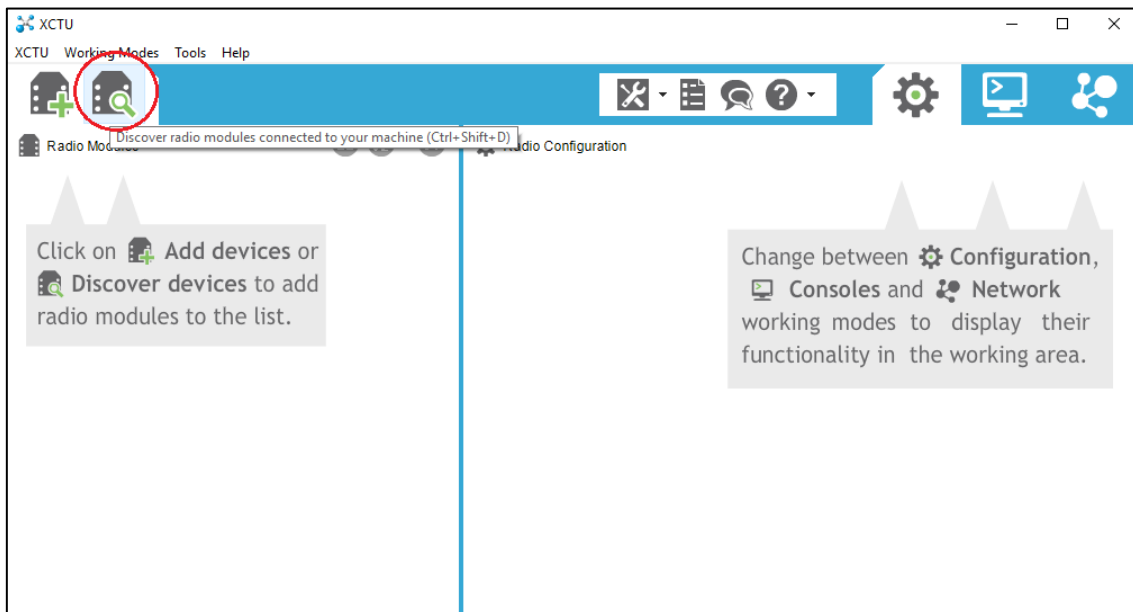 XCTU
XCTU Working Modes Tools Help
Discover radio modules connected to your machine (Ctrl+Shift+D)
Radio Modules
Radio Configuration
Click on Add devices or
Discover devices to add
radio modules to the list.
Change between Configuration,
Consoles and Network
working modes to display their
functionality in the working area.